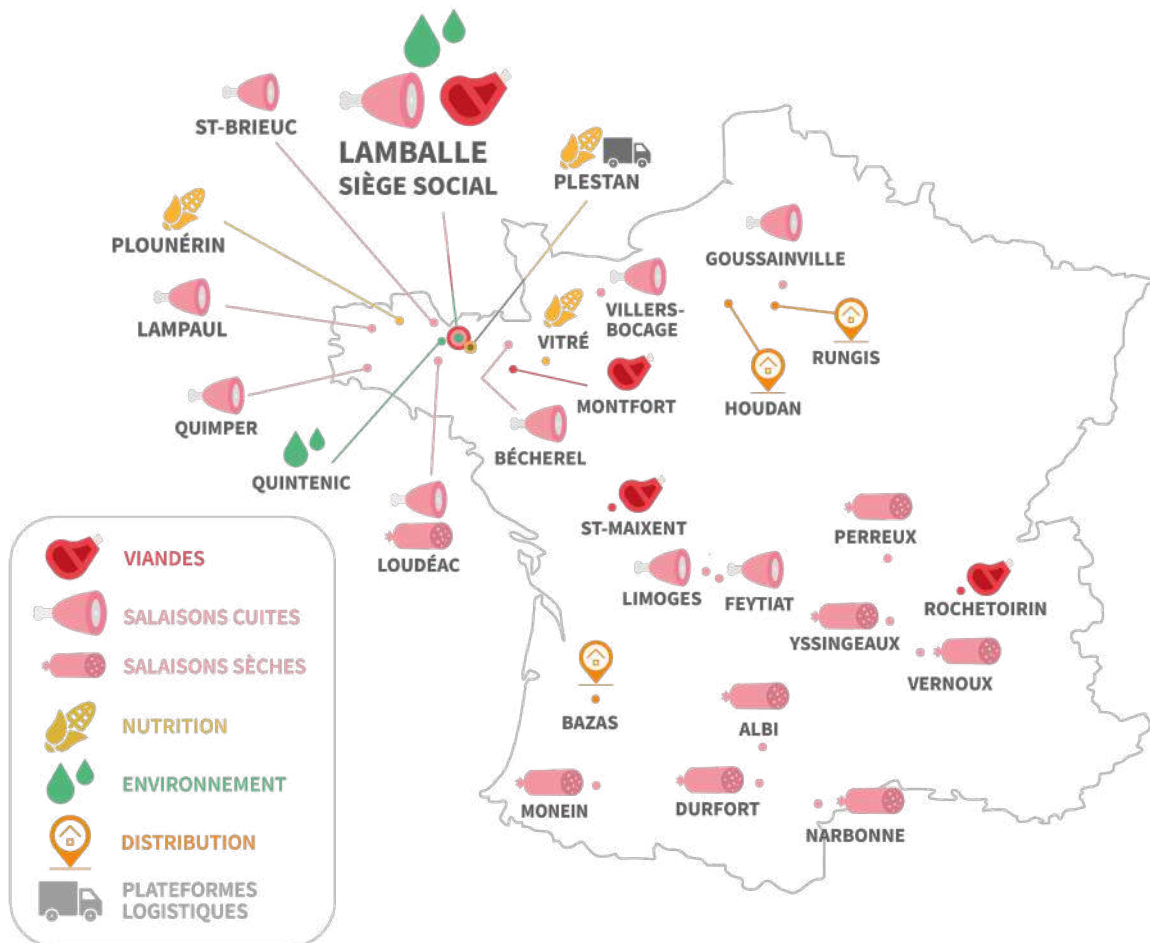 ST-BRIEUC
LAMBALLE
SIÈGE SOCIAL
PLESTAN
PLOUNÉRIN
GOUSSAINVILLE
LAMPAUL
VILLERS-
BOCAGE
VITRÉ
RUNGIS
MONTFORT
HOUDAN
QUIMPER
BÉCHEREL
QUINTENIC
ST-MAIXENT
PERREUX
LOUDÉAC
LIMOGES
FEYTIAT
ROCHETOIRIN
YSSINGEAUX
VERNOUX
BAZAS
ALBI
MONEIN
DURFORT
NARBONNE
VIANDES
SALAISONS CUITES
SALAISONS SÈCHES
NUTRITION
ENVIRONNEMENT
DISTRIBUTION
PLATEFORMES
LOGISTIQUES